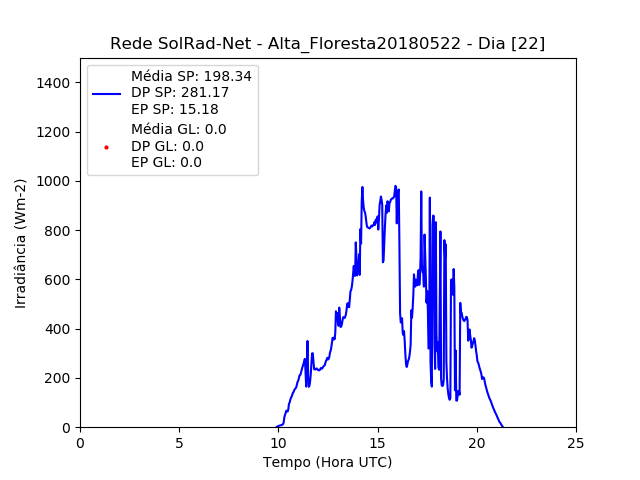 Rede SolRad-Net - Alta_Floresta20180522 - Dia [22]
Média SP: 198.34
DP SP: 281.17
EP SP: 15.18
Média GL: 0.0
DP GL: 0.0
EP GL: 0.0
Irradiância (Wm-2)
1400
1200
1000
800
600
400
200
0
0 5 10 15 20 25
Tempo (Hora UTC)